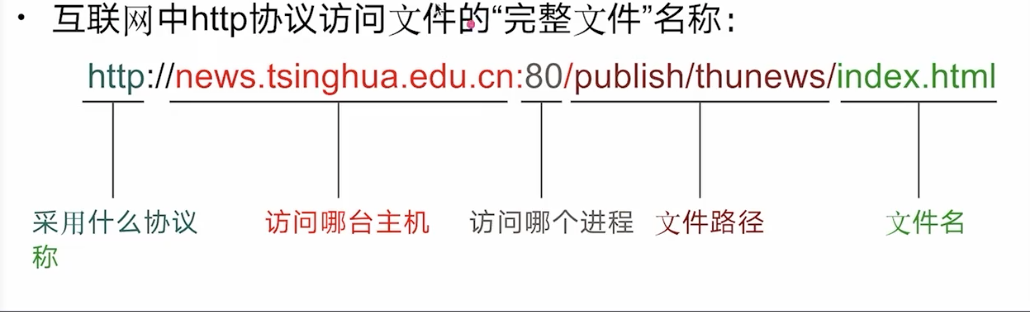 • 互联网中http协议访问文件的“完整文件”名称：
http://news.tsinghua.edu.cn:80/publish/thunews/index.html
采用什么协议 访问哪台主机 访问哪个进程 文件路径 文件名
称